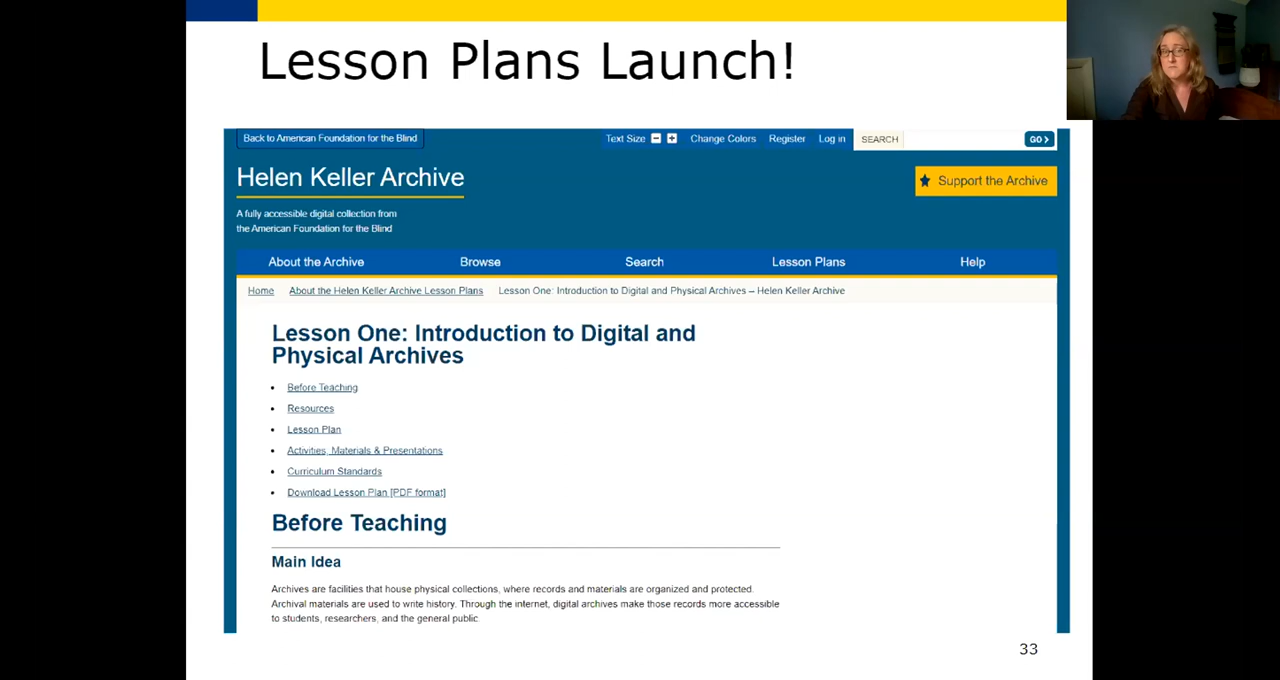 Lesson Plans Launch!
Back to American Foundation for the Blind
Text Size − + Change Colors Register Log in SEARCH GO
Helen Keller Archive
Support the Archive
A fully accessible digital collection from
the American Foundation for the Blind
About the Archive Browse Search Lesson Plans Help
Home About the Helen Keller Archive Lesson Plans Lesson One: Introduction to Digital and Physical Archives – Helen Keller Archive
Lesson One: Introduction to Digital and
Physical Archives
• Before Teaching
• Resources
• Lesson Plan
• Activities, Materials & Presentations
• Curriculum Standards
• Download Lesson Plan [PDF format]
Before Teaching
Main Idea
Archives are facilities that house physical collections, where records and materials are organized and protected.
Archival materials are used to write history. Through the internet, digital archives make those records more accessible
to students, researchers, and the general public.
33